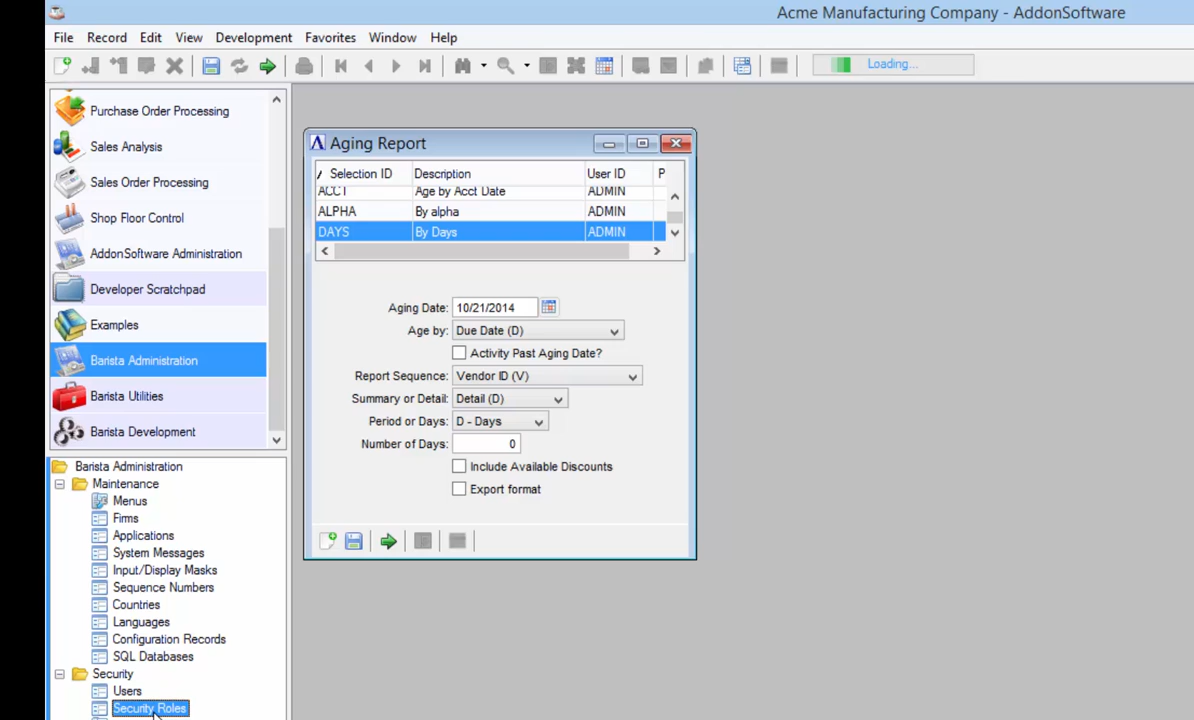 Acme Manufacturing Company - AddonSoftware
File Record Edit View Development Favorites Window Help
Loading...
Purchase Order Processing
Sales Analysis
Sales Order Processing
Shop Floor Control
AddonSoftware Administration
Developer Scratchpad
Examples
Barista Administration
Barista Utilities
Barista Development
Barista Administration
Maintenance
Menus
Firms
Applications
System Messages
Input/Display Masks
Sequence Numbers
Countries
Languages
Configuration Records
SQL Databases
Security
Users
Security Roles
Aging Report
Selection ID Description User ID P
ACCT Age by Acct Date ADMIN
ALPHA By alpha ADMIN
DAYS By Days ADMIN
Aging Date: 10/21/2014
Age by: Due Date (D)
Activity Past Aging Date?
Report Sequence: Vendor ID (V)
Summary or Detail: Detail (D)
Period or Days: D - Days
Number of Days: 0
Include Available Discounts
Export format